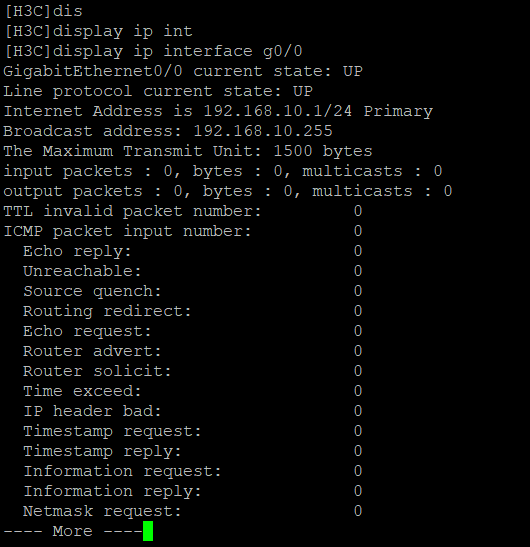 [H3C]dis
[H3C]display ip int
[H3C]display ip interface g0/0
GigabitEthernet0/0 current state: UP
Line protocol current state: UP
Internet Address is 192.168.10.1/24 Primary
Broadcast address: 192.168.10.255
The Maximum Transmit Unit: 1500 bytes
input packets : 0, bytes : 0, multicasts : 0
output packets : 0, bytes : 0, multicasts : 0
TTL invalid packet number:         0
ICMP packet input number:          0
  Echo reply:                      0
  Unreachable:                     0
  Source quench:                   0
  Routing redirect:                0
  Echo request:                    0
  Router advert:                   0
  Router solicit:                  0
  Time exceed:                     0
  IP header bad:                   0
  Timestamp request:               0
  Timestamp reply:                 0
  Information request:             0
  Information reply:               0
  Netmask request:                 0
---- More ----